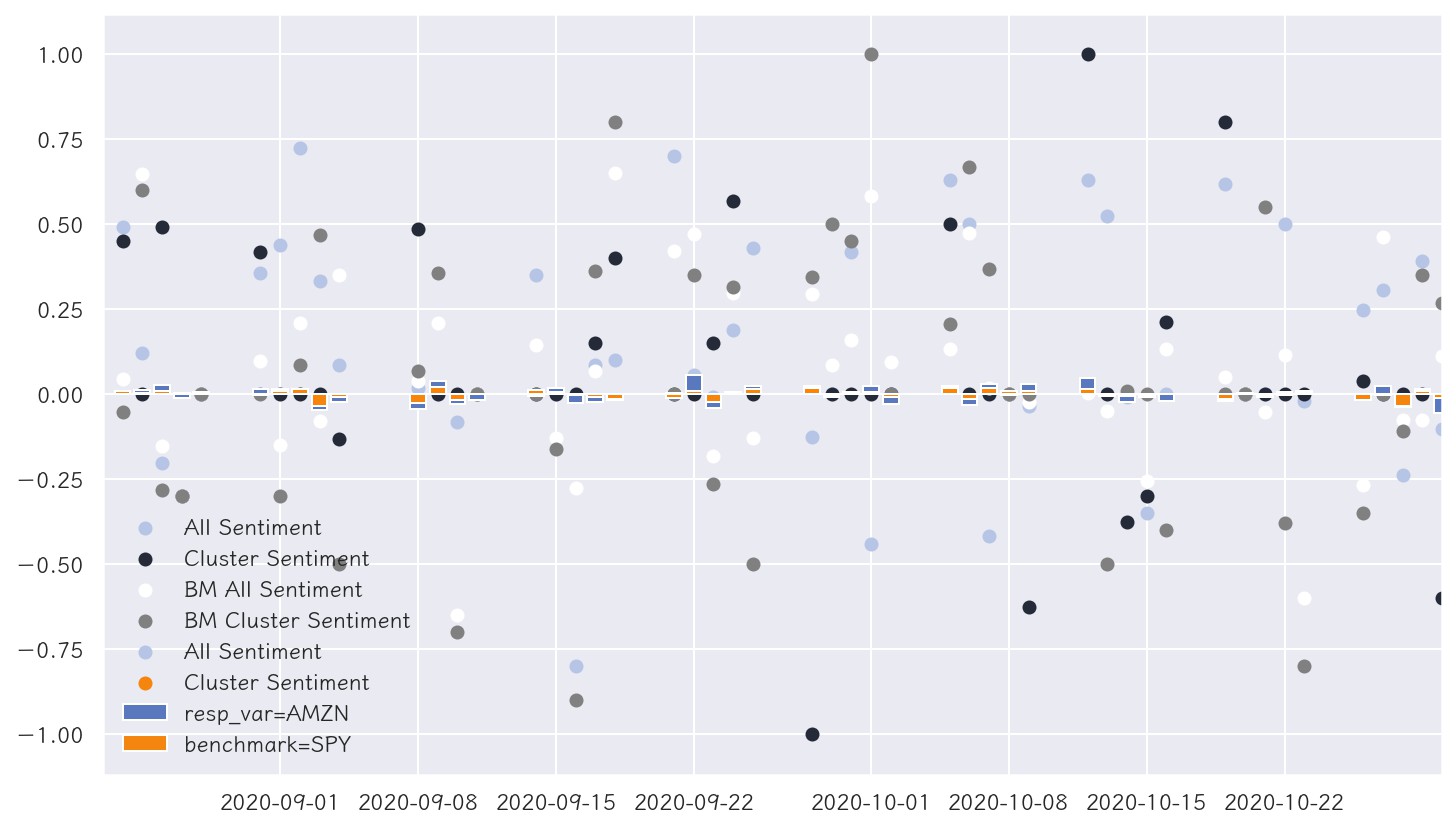 1.00
0.75
0.50
0.25
0.00
−0.25
−0.50
−0.75
−1.00
All Sentiment
Cluster Sentiment
BM All Sentiment
BM Cluster Sentiment
All Sentiment
Cluster Sentiment
resp_var=AMZN
benchmark=SPY
2020-09-01 2020-09-08 2020-09-15 2020-09-22 2020-10-01 2020-10-08 2020-10-15 2020-10-22